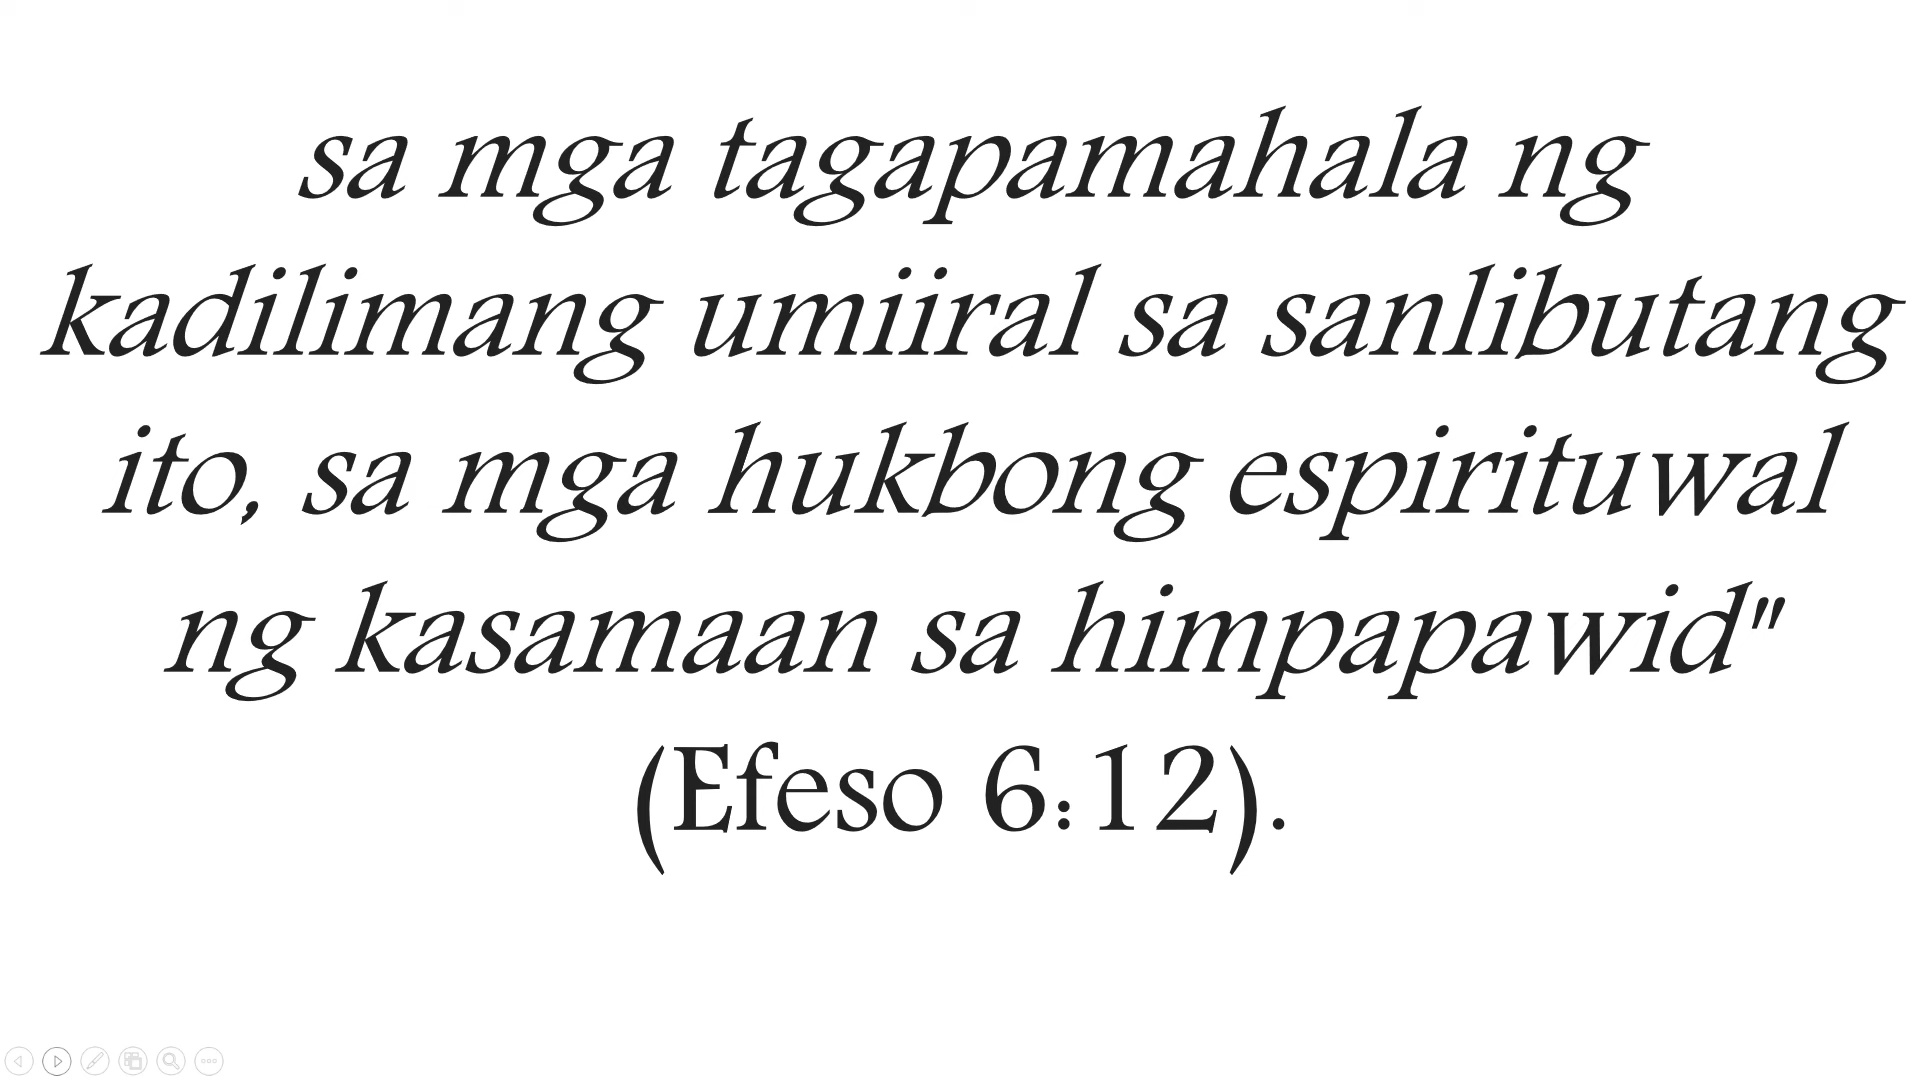 sa mga tagapamahala ng
kadilimang umiiral sa sanlibutang
ito, sa mga hukbong espirituwal
ng kasamaan sa himpapawid"
(Efeso 6:12).